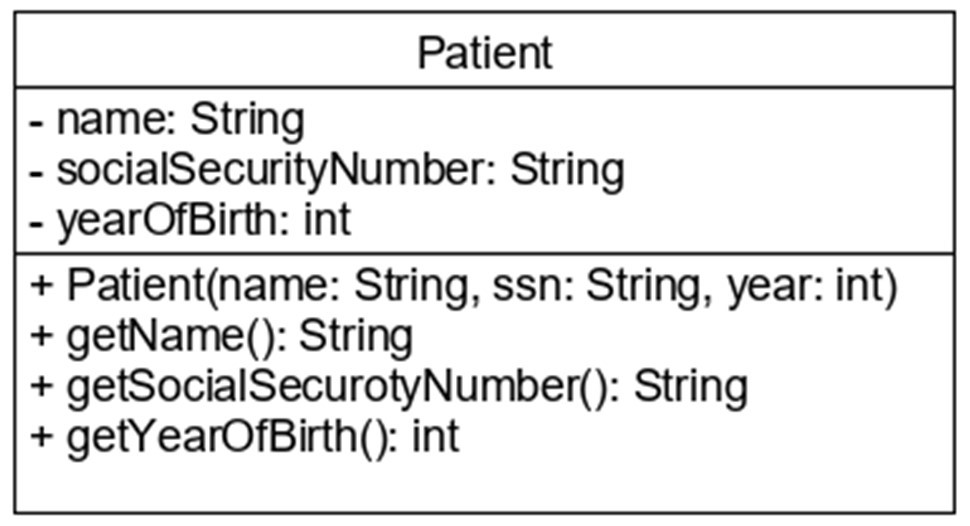 Patient
- name: String
- socialSecurityNumber: String
- yearOfBirth: int
+ Patient(name: String, ssn: String, year: int)
+ getName(): String
+ getSocialSecurotyNumber(): String
+ getYearOfBirth(): int